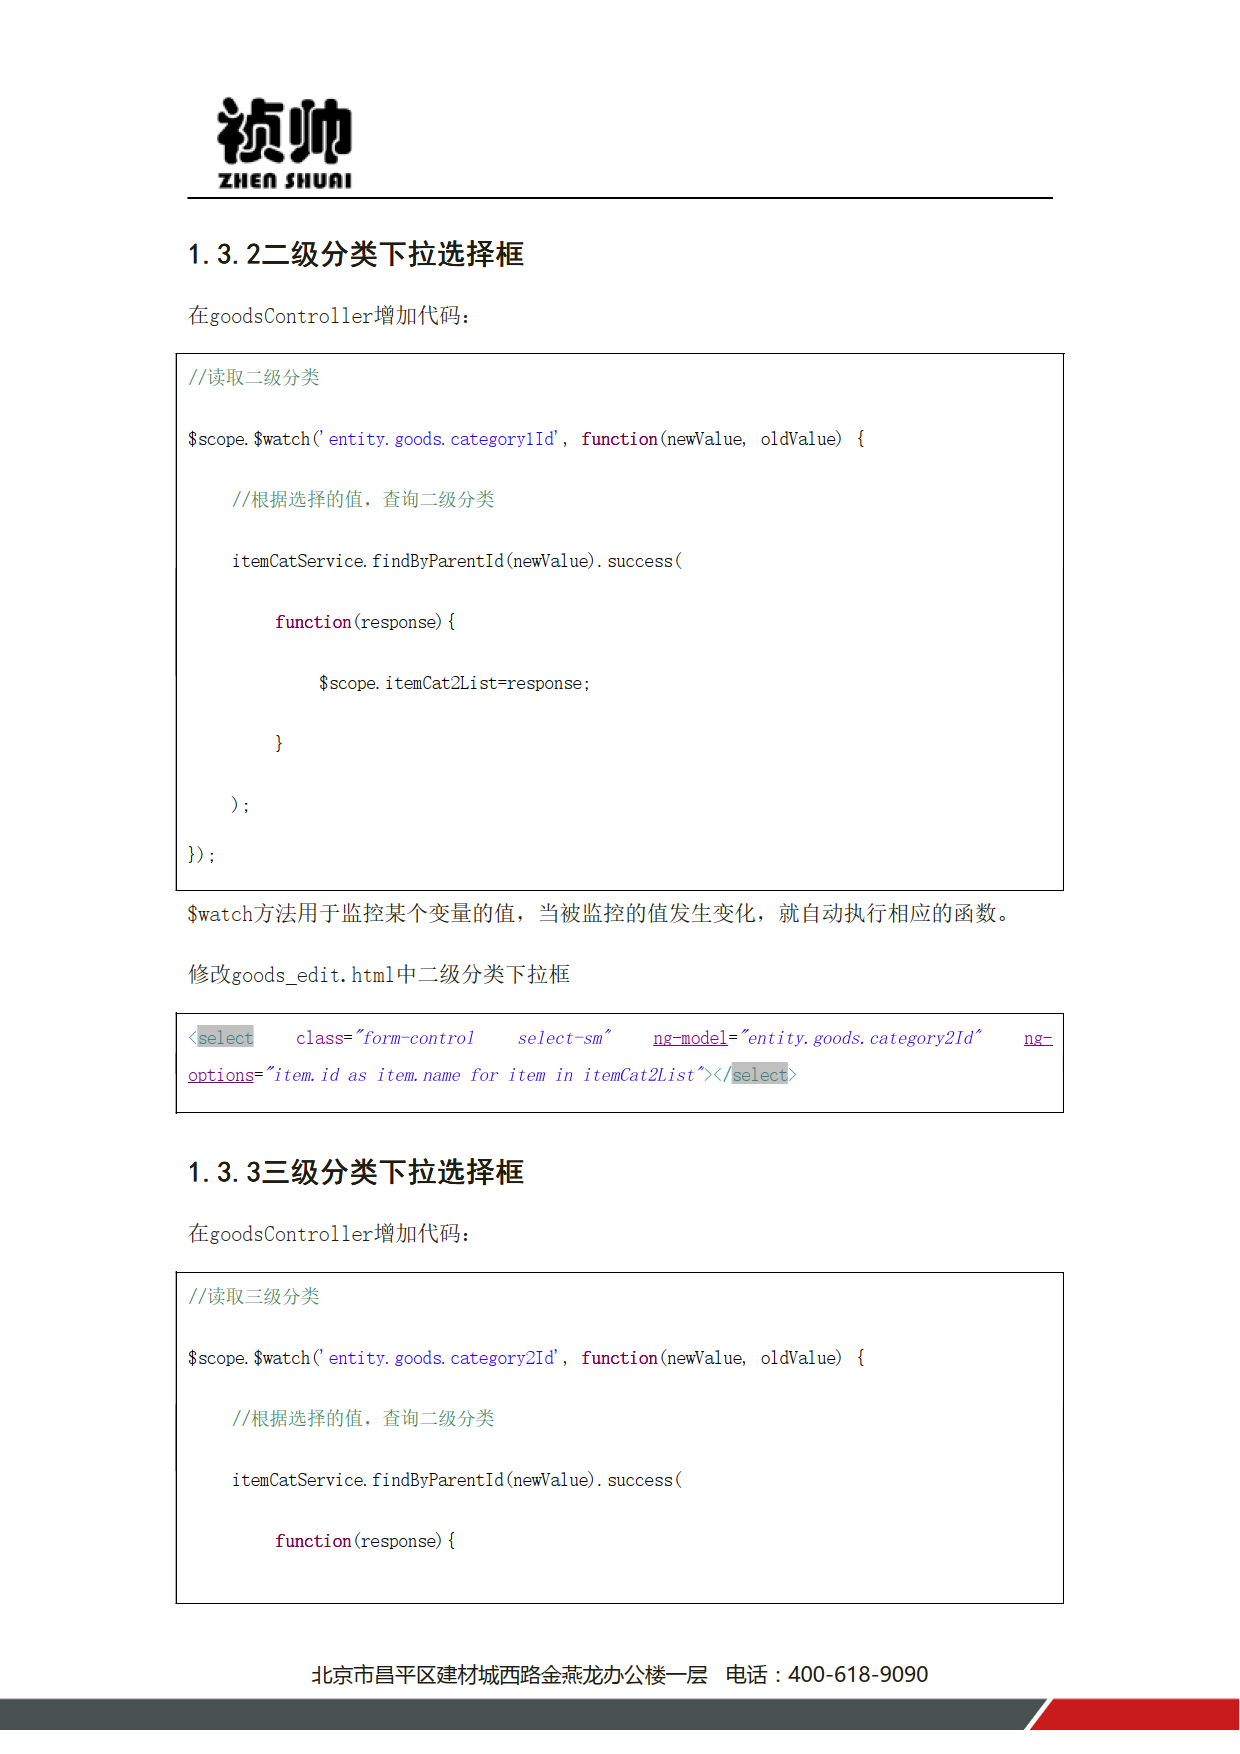 祯帅
ZHEN SHUAI
1.3.2二级分类下拉选择框
在goodsController增加代码：
//读取二级分类
$scope.$watch('entity.goods.category1Id', function(newValue, oldValue) {
//根据选择的值，查询二级分类
itemCatService.findByParentId(newValue).success(
function(response){
$scope.itemCat2List=response;
}
);
});
$watch方法用于监控某个变量的值，当被监控的值发生变化，就自动执行相应的函数。
修改goods_edit.html中二级分类下拉框
<select class="form-control select-sm" ng-model="entity.goods.category2Id" ng-
options="item.id as item.name for item in itemCat2List"></select>
1.3.3三级分类下拉选择框
在goodsController增加代码：
//读取三级分类
$scope.$watch('entity.goods.category2Id', function(newValue, oldValue) {
//根据选择的值，查询二级分类
itemCatService.findByParentId(newValue).success(
function(response){
北京市昌平区建材城西路金燕龙办公楼一层 电话：400-618-9090